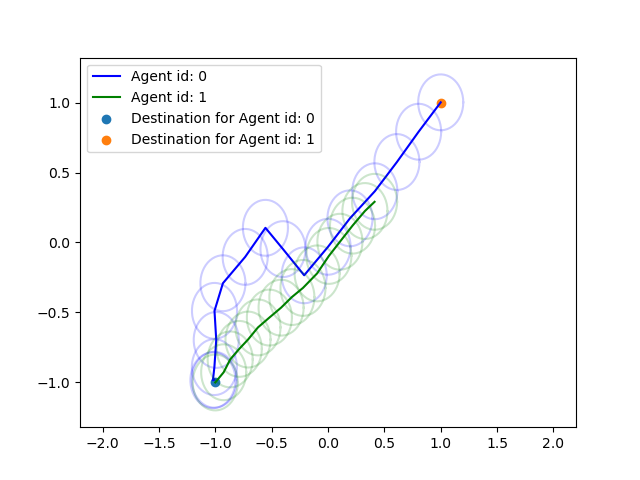 Agent id: 0
Agent id: 1
Destination for Agent id: 0
Destination for Agent id: 1
1.0
0.5
0.0
−0.5
−1.0
−2.0 −1.5 −1.0 −0.5 0.0 0.5 1.0 1.5 2.0